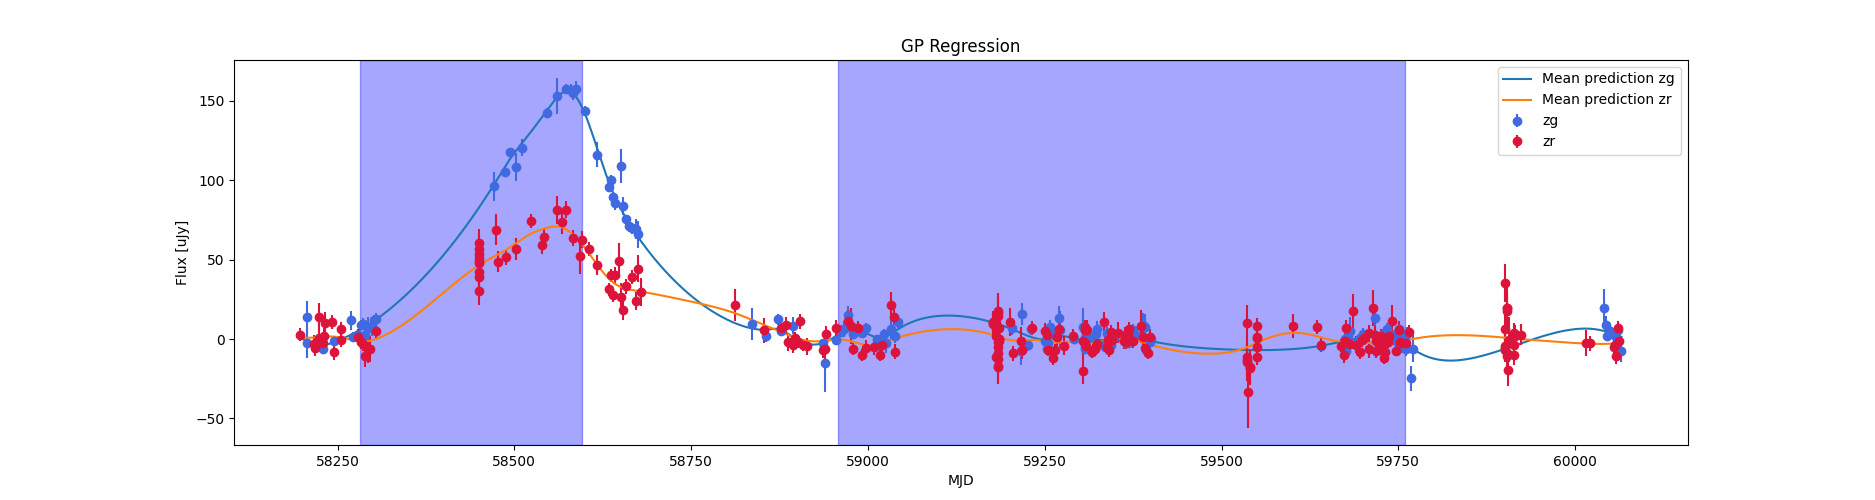 GP Regression
Mean prediction zg
Mean prediction zr
zg
zr
Flux [uJy]
150
100
50
0
−50
58250 58500 58750 59000 59250 59500 59750 60000
MJD